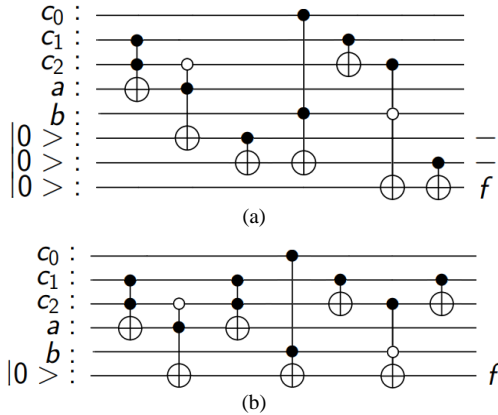 c₀ :
c₁ :
c₂ :
a :
b :
|0 > : —
|0 > : —
|0 > : f
(a)
c₀ :
c₁ :
c₂ :
a :
b :
|0 > : f
(b)